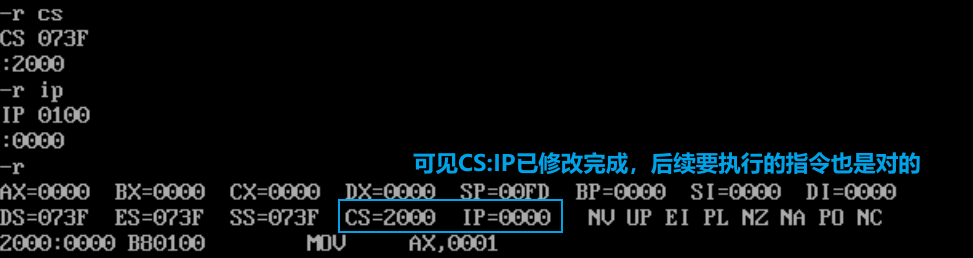 -r cs
CS 073F
:2000
-r ip
IP 0100
:0000
-r
可见CS:IP已修改完成，后续要执行的指令也是对的
AX=0000 BX=0000 CX=0000 DX=0000 SP=00FD BP=0000 SI=0000 DI=0000
DS=073F ES=073F SS=073F CS=2000 IP=0000 NV UP EI PL NZ NA PO NC
2000:0000 B80100 MOV AX,0001